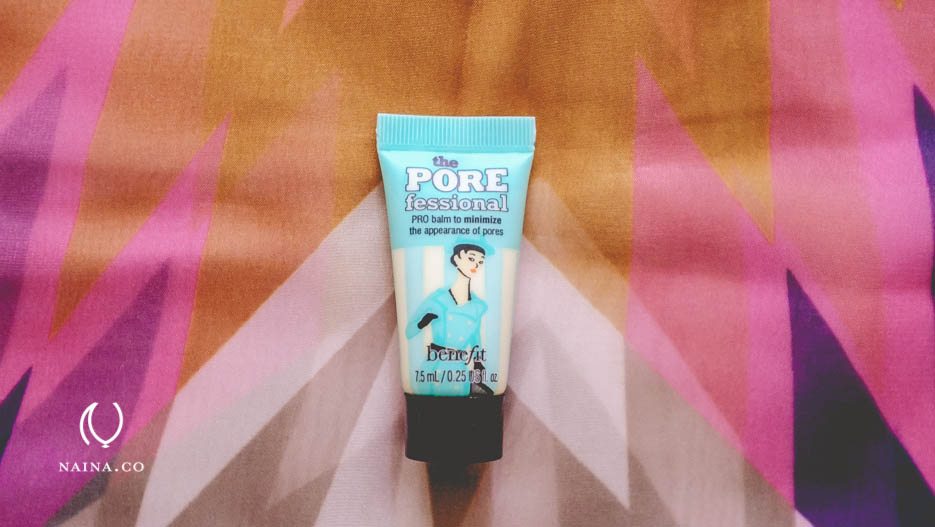 the
PORE
fessional
PRO balm to minimize
the appearance of pores
benefit
7.5 mL / 0.25 US fl. oz
NAINA.CO